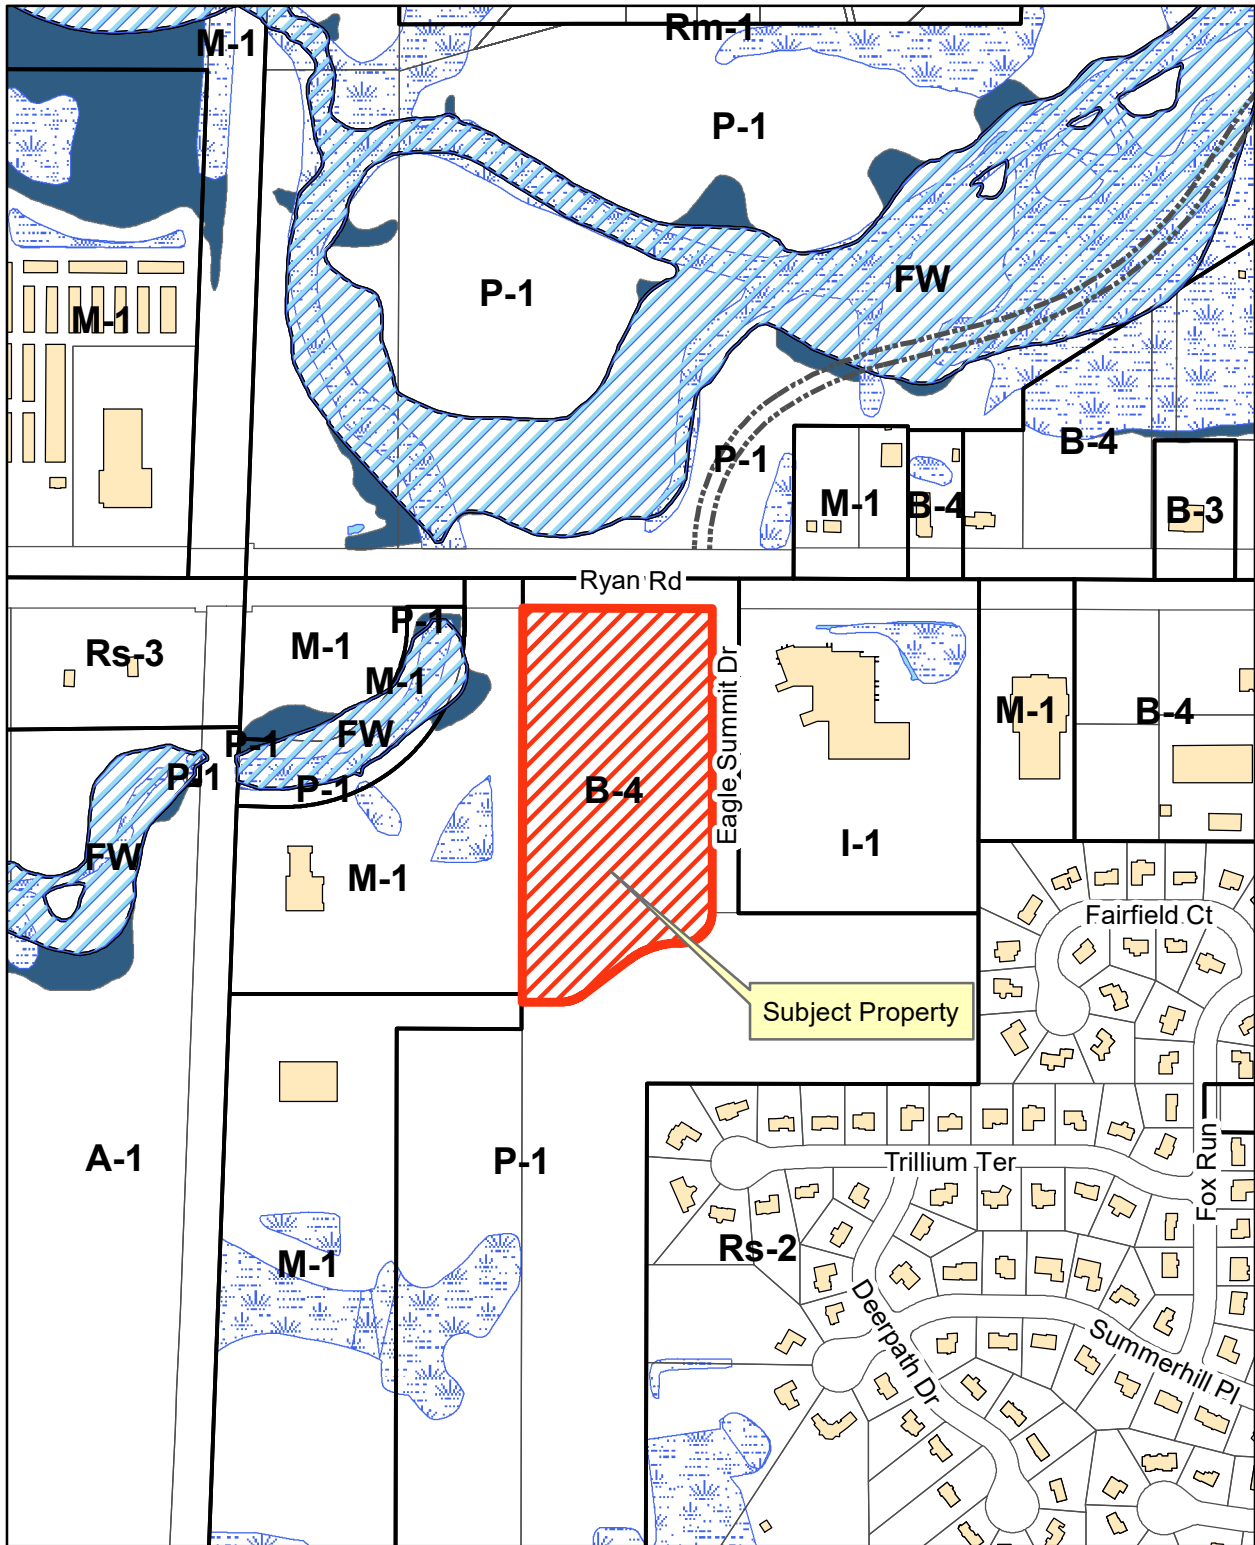 Rm-1
M-1
P-1
FW
P-1
M-1
B-4
P-1
M-1
B-4
B-3
Ryan Rd
P-1
Rs-3
M-1
M-1
Eagle Summit Dr
M-1
B-4
P-1
FW
P-1
P-1
B-4
I-1
FW
M-1
Fairfield Ct
Subject Property
A-1
P-1
Trillium Ter
Fox Run
Rs-2
M-1
Deerpath Dr
Summerhill Pl